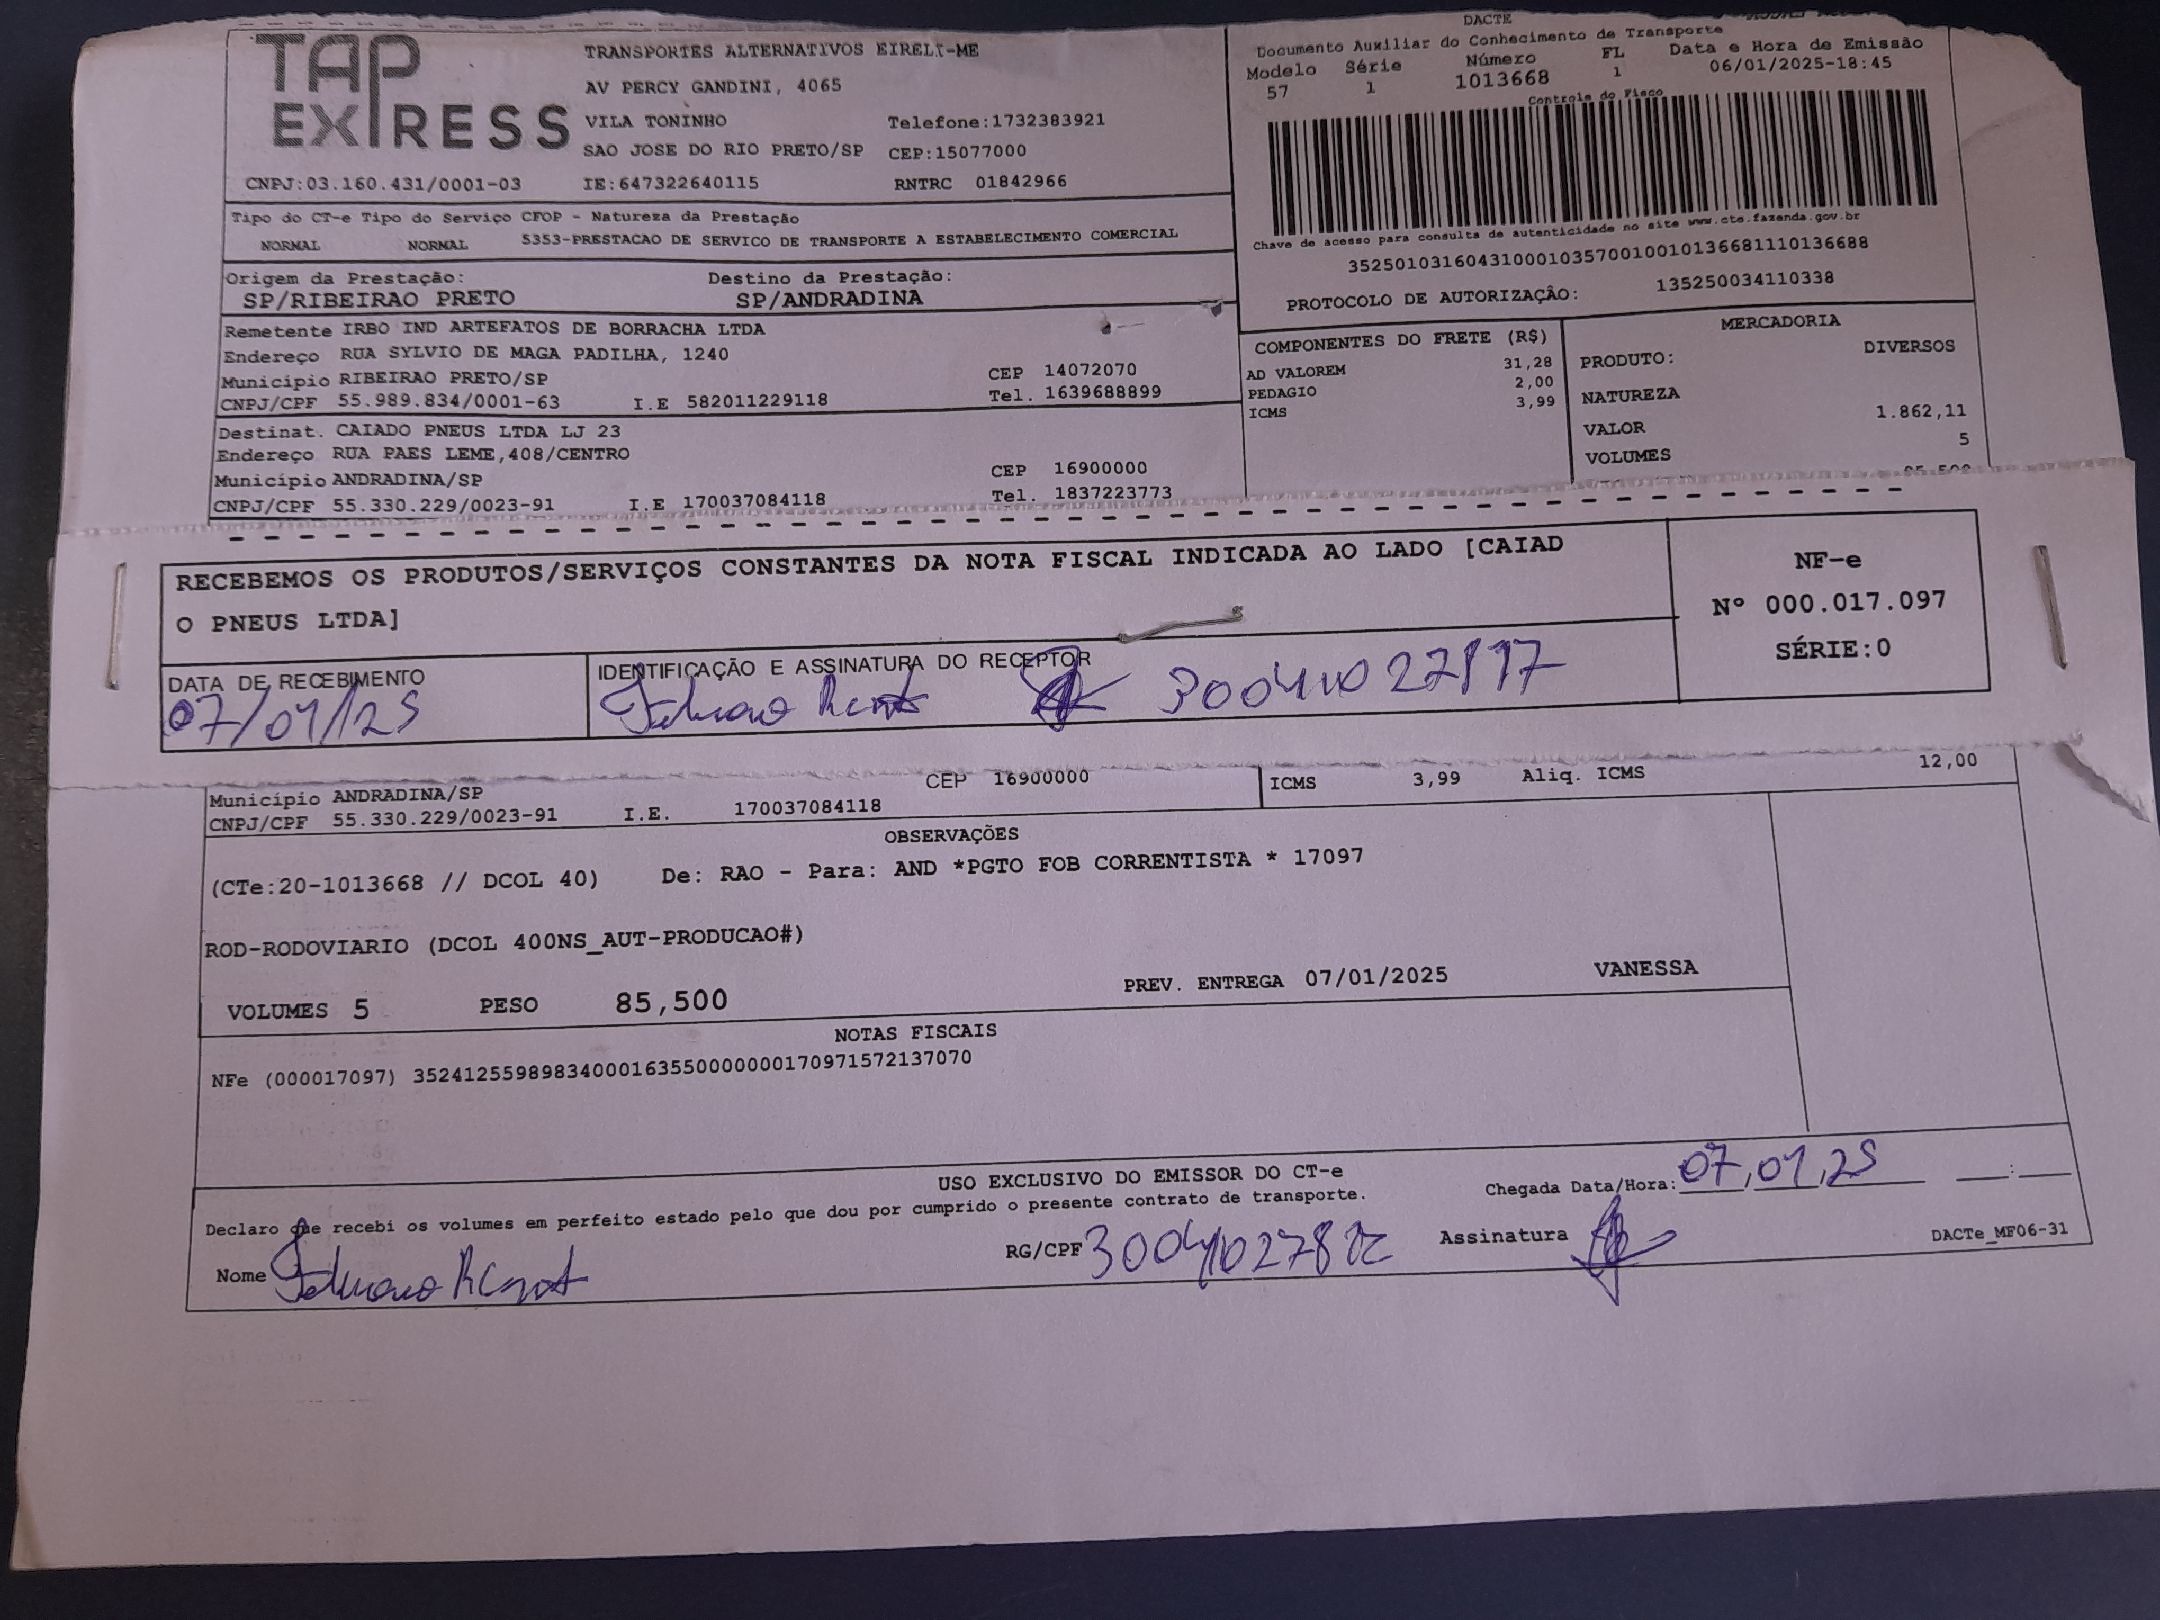 TAP EXPRESS
TRANSPORTES ALTERNATIVOS EIRELI-ME
AV PERCY GANDINI, 4065
VILA TONINHO Telefone:1732383921
SAO JOSE DO RIO PRETO/SP CEP:15077000
CNPJ:03.160.431/0001-03 IE:647322640115 RNTRC 01842966
Tipo do CT-e Tipo do Serviço CFOP - Natureza da Prestação
NORMAL NORMAL 5353-PRESTACAO DE SERVICO DE TRANSPORTE A ESTABELECIMENTO COMERCIAL
Origem da Prestação: Destino da Prestação:
SP/RIBEIRAO PRETO SP/ANDRADINA
Remetente IRBO IND ARTEFATOS DE BORRACHA LTDA
Endereço RUA SYLVIO DE MAGA PADILHA, 1240
Município RIBEIRAO PRETO/SP CEP 14072070
CNPJ/CPF 55.989.834/0001-63 I.E 582011229118 Tel. 1639688899
Destinat. CAIADO PNEUS LTDA LJ 23
Endereço RUA PAES LEME,408/CENTRO
Município ANDRADINA/SP CEP 16900000
CNPJ/CPF 55.330.229/0023-91 I.E 170037084118 Tel. 1837223773
DACTE
Documento Auxiliar do Conhecimento de Transporte
Modelo Série Número FL Data e Hora de Emissão
57 1 1013668 1 06/01/2025-18:45
Controle do Fisco
Chave de acesso para consulta de autenticidade no site www.cte.fazenda.gov.br
35250103160431000103570010010136681110136688
PROTOCOLO DE AUTORIZAÇÂO: 135250034110338
COMPONENTES DO FRETE (R$)
AD VALOREM 31,28
PEDAGIO 2,00
ICMS 3,99
MERCADORIA
PRODUTO: DIVERSOS
NATUREZA
VALOR 1.862,11
VOLUMES 5
RECEBEMOS OS PRODUTOS/SERVIÇOS CONSTANTES DA NOTA FISCAL INDICADA AO LADO [CAIAD
O PNEUS LTDA]
NF-e
Nº 000.017.097
SÉRIE:0
DATA DE RECEBIMENTO
07/01/25
IDENTIFICAÇÃO E ASSINATURA DO RECEPTOR
Município ANDRADINA/SP CEP 16900000
CNPJ/CPF 55.330.229/0023-91 I.E. 170037084118
ICMS 3,99 Aliq. ICMS 12,00
OBSERVAÇÕES
(CTe:20-1013668 // DCOL 40) De: RAO - Para: AND *PGTO FOB CORRENTISTA * 17097
ROD-RODOVIARIO (DCOL 400NS_AUT-PRODUCAO#)
VOLUMES 5 PESO 85,500 PREV. ENTREGA 07/01/2025 VANESSA
NOTAS FISCAIS
NFe (000017097) 35241255989834000163550000000170971572137070
USO EXCLUSIVO DO EMISSOR DO CT-e
Declaro que recebi os volumes em perfeito estado pelo que dou por cumprido o presente contrato de transporte.
Chegada Data/Hora: 07,01,25 __:__
Nome
RG/CPF
Assinatura
DACTe_MF06-31